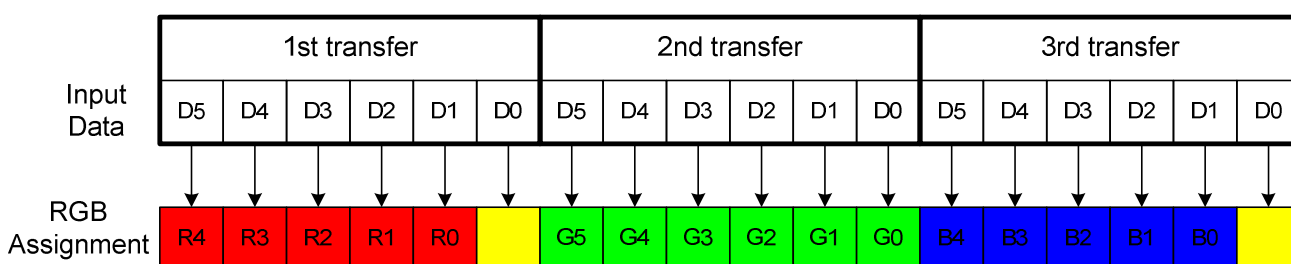 1st transfer 2nd transfer 3rd transfer
Input
Data
D5 D4 D3 D2 D1 D0 D5 D4 D3 D2 D1 D0 D5 D4 D3 D2 D1 D0
RGB
Assignment
R4 R3 R2 R1 R0 G5 G4 G3 G2 G1 G0 B4 B3 B2 B1 B0